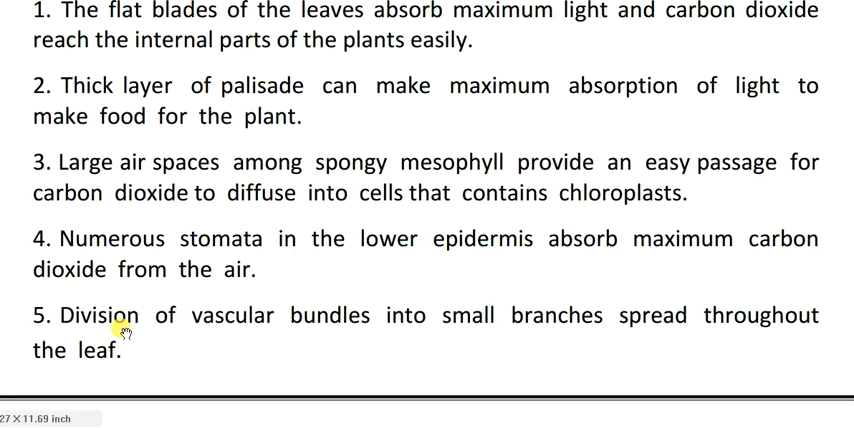 1. The flat blades of the leaves absorb maximum light and carbon dioxide
reach the internal parts of the plants easily.
2. Thick layer of palisade can make maximum absorption of light to
make food for the plant.
3. Large air spaces among spongy mesophyll provide an easy passage for
carbon dioxide to diffuse into cells that contains chloroplasts.
4. Numerous stomata in the lower epidermis absorb maximum carbon
dioxide from the air.
5. Division of vascular bundles into small branches spread throughout
the leaf.
27 X 11.69 inch